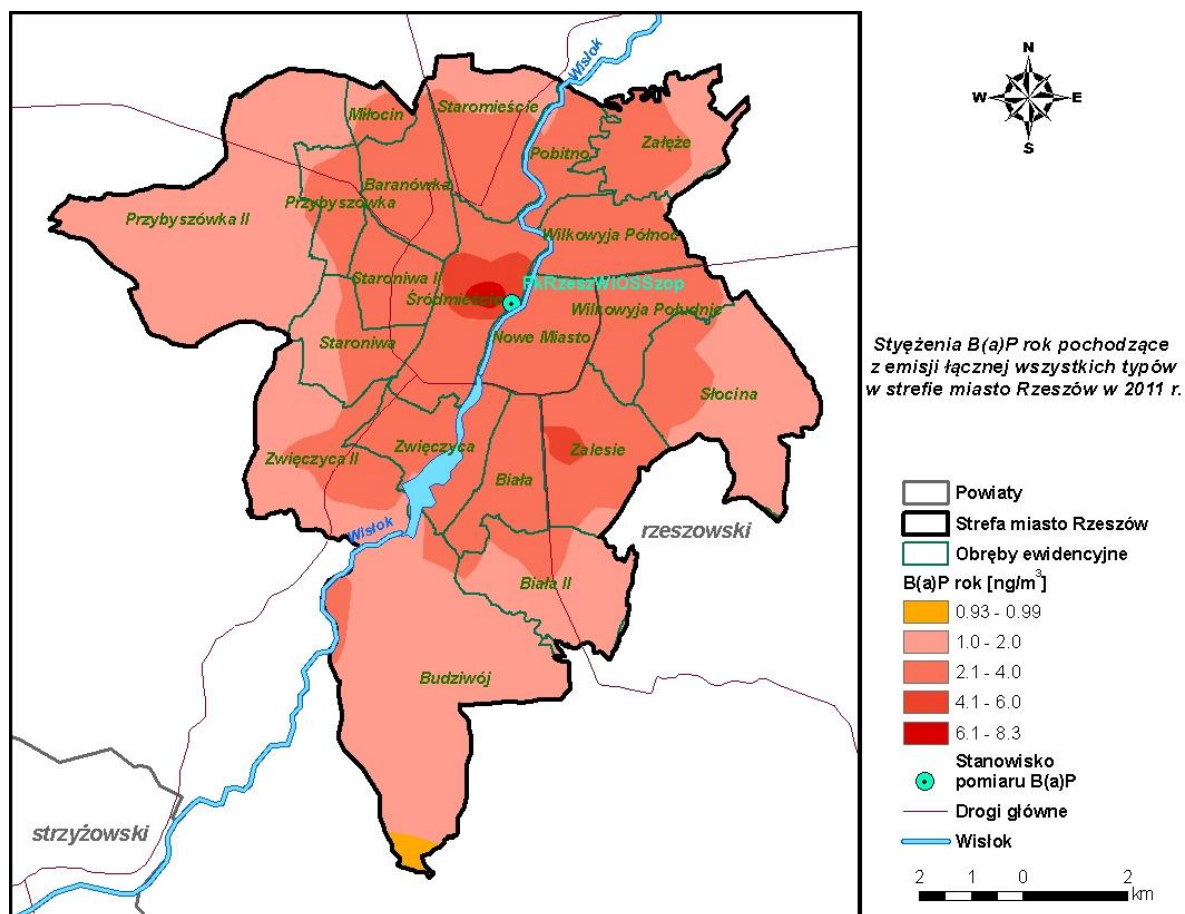 Wisłok
Staromieście
Miłocin
Załęże
Pobitno
Baranówka
Przybyszówka
Przybyszówka II
Wilkowyja Północ
Staroniwa II
PkRzeszWIOSSzop
Śródmieście
Wilkowyja Południe
Nowe Miasto
Staroniwa
Słocina
Zwięczyca
Zalesie
Zwięczyca II
Biała
Wisłok
rzeszowski
Biała II
Budziwój
strzyżowski
N
W E
S
Styężenia B(a)P rok pochodzące
z emisji łącznej wszystkich typów
w strefie miasto Rzeszów w 2011 r.
Powiaty
Strefa miasto Rzeszów
Obręby ewidencyjne
B(a)P rok [ng/m³]
0.93 - 0.99
1.0 - 2.0
2.1 - 4.0
4.1 - 6.0
6.1 - 8.3
Stanowisko
pomiaru B(a)P
Drogi główne
Wisłok
2 1 0 2
km